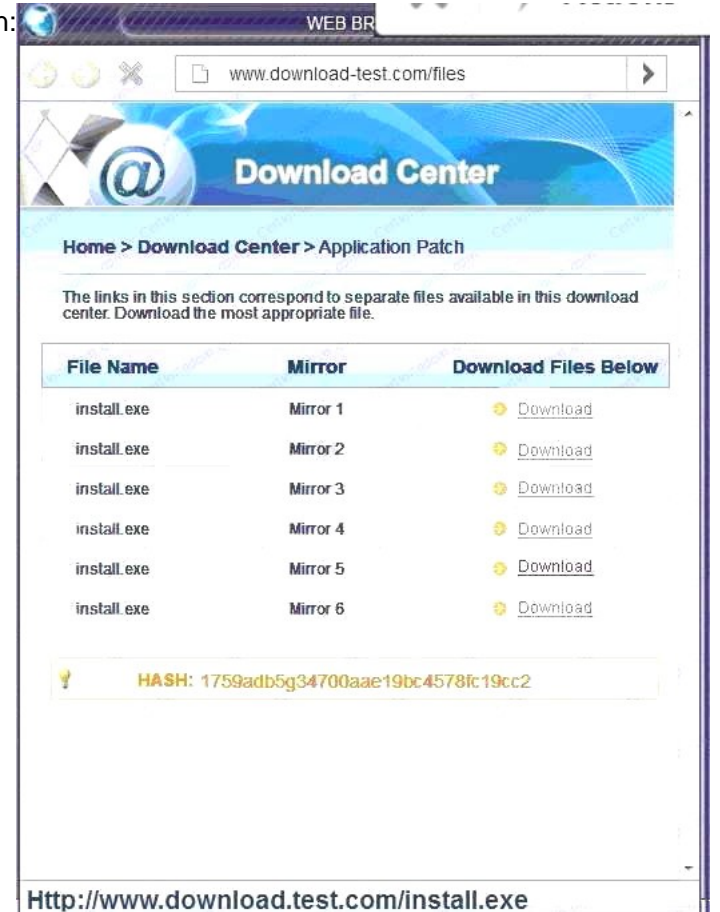 n:
WEB BR
www.download-test.com/files
Download Center
Home > Download Center > Application Patch
The links in this section correspond to separate files available in this download
center. Download the most appropriate file.
File Name Mirror Download Files Below
install.exe Mirror 1 Download
install.exe Mirror 2 Download
install.exe Mirror 3 Download
install.exe Mirror 4 Download
install.exe Mirror 5 Download
install.exe Mirror 6 Download
HASH: 1759adb5g34700aae19bc4578fc19cc2
Http://www.download.test.com/install.exe